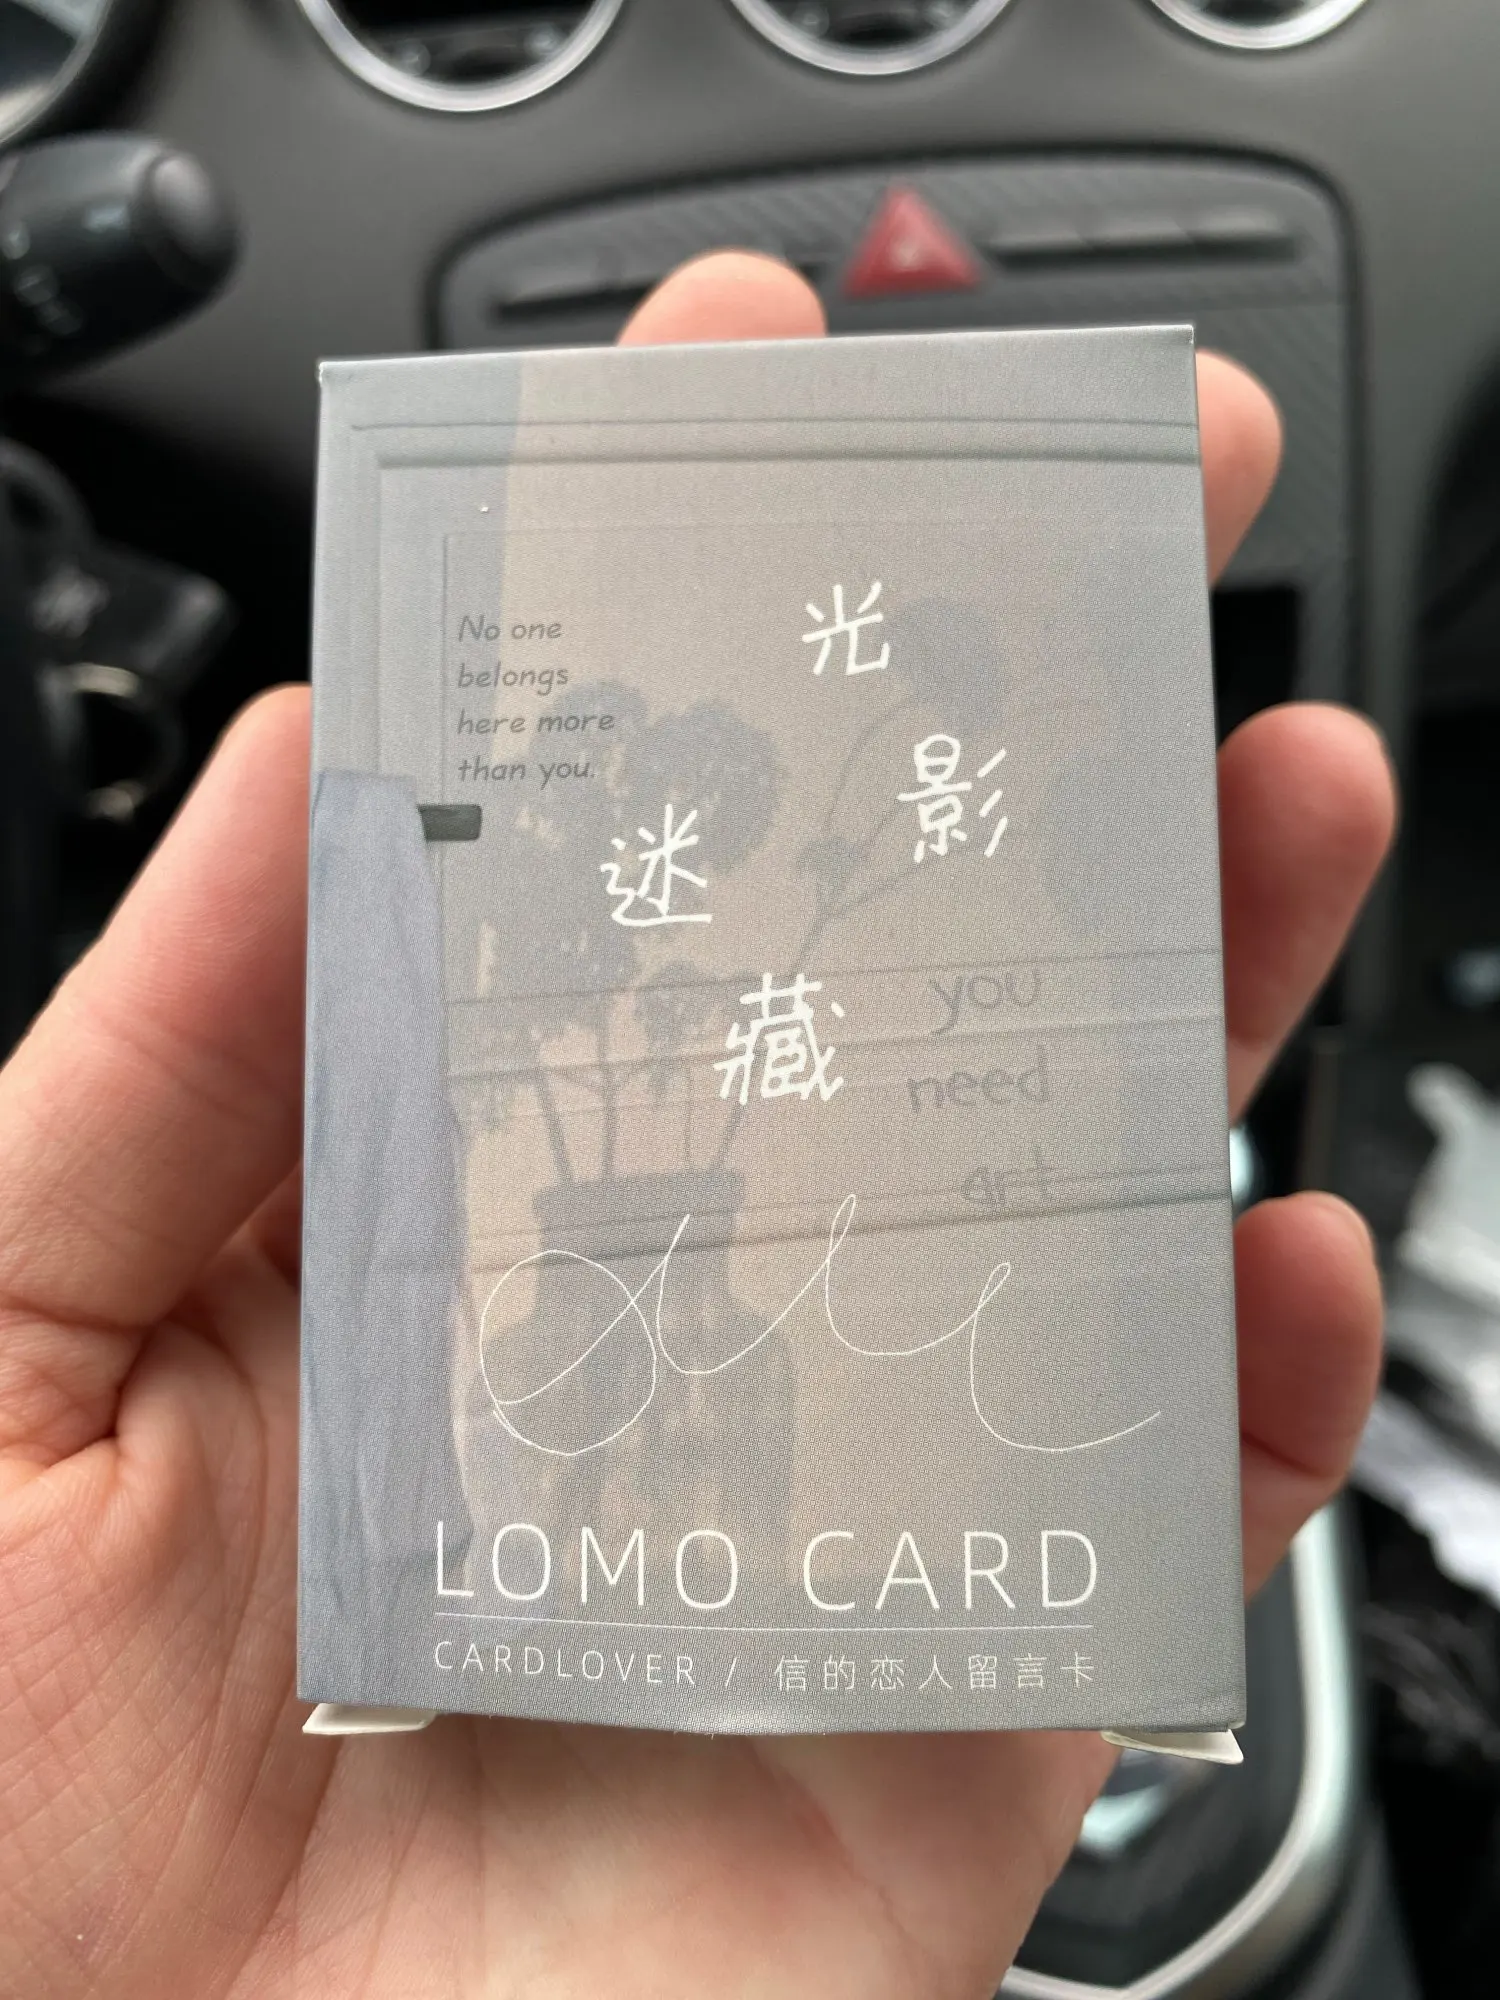 No one
belongs
here more
than you.
光
影
迷
藏
you
need
art
LOMO CARD
CARDLOVER / 信的恋人留言卡